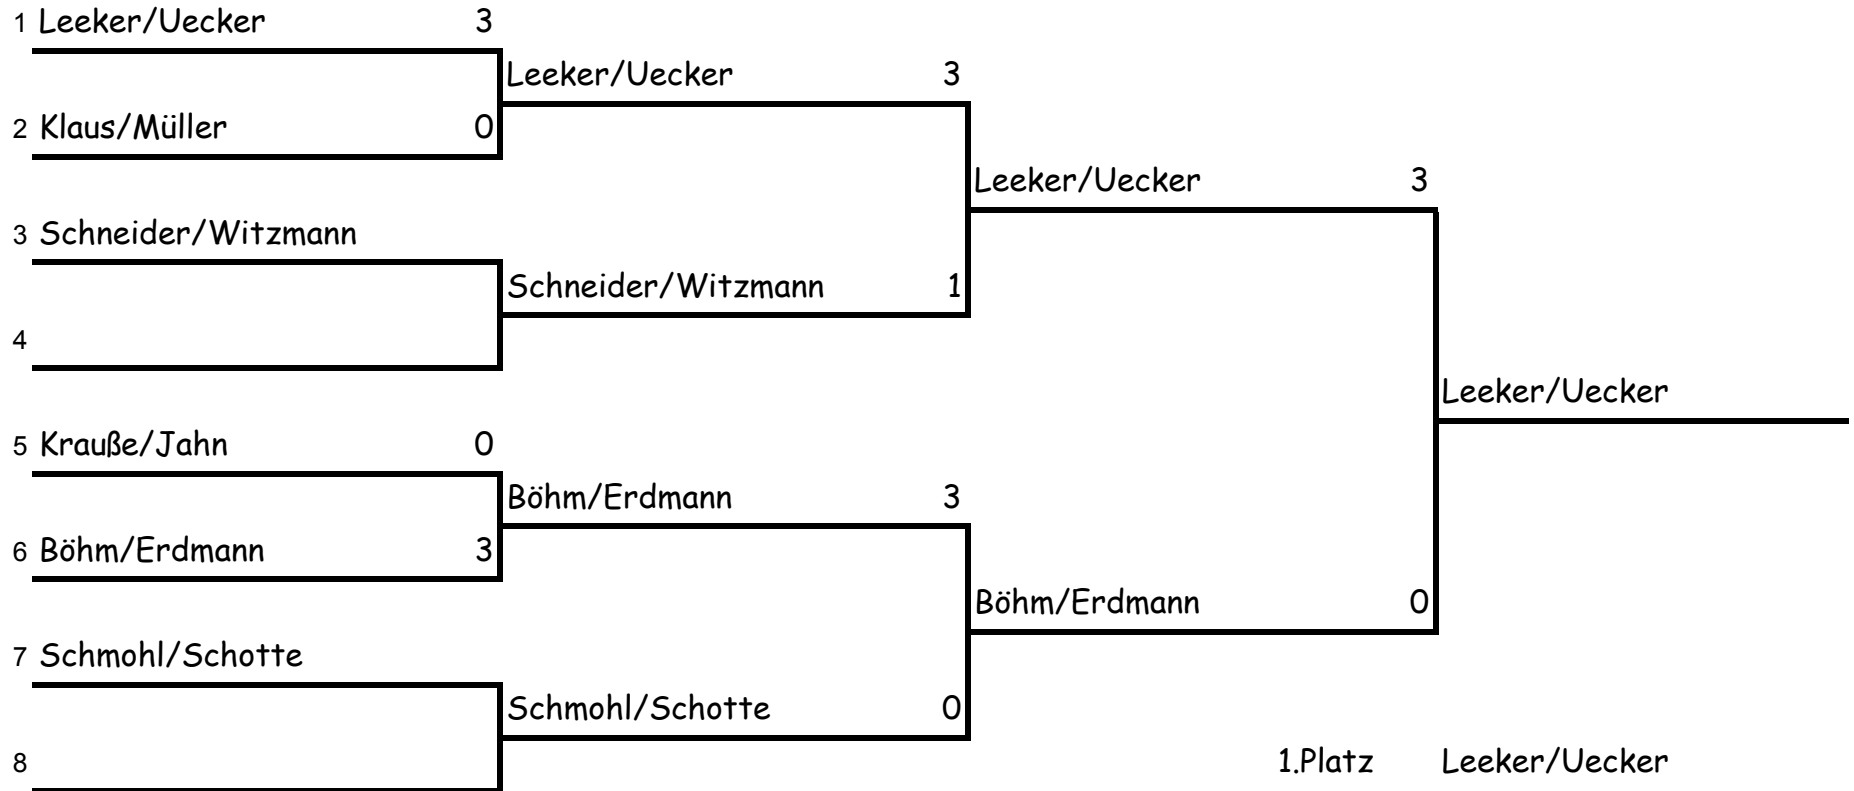 1 Leeker/Uecker 3
Leeker/Uecker 3
2 Klaus/Müller 0
Leeker/Uecker 3
3 Schneider/Witzmann
Schneider/Witzmann 1
4
Leeker/Uecker
5 Krauße/Jahn 0
Böhm/Erdmann 3
6 Böhm/Erdmann 3
Böhm/Erdmann 0
7 Schmohl/Schotte
Schmohl/Schotte 0
8 1.Platz Leeker/Uecker